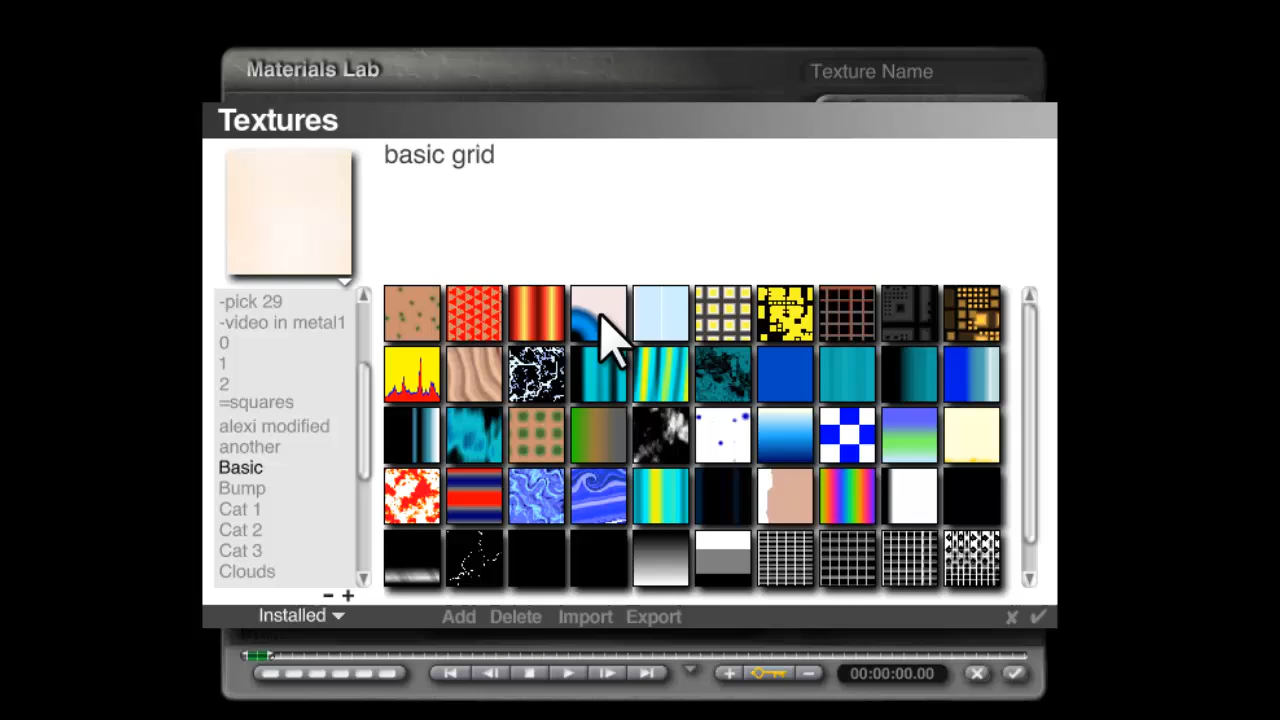 Materials Lab
Texture Name
Textures
basic grid
-pick 29
-video in metal1
0
1
2
=squares
alexi modified
another
Basic
Bump
Cat 1
Cat 2
Cat 3
Clouds
Installed
Add Delete Import Export
00:00:00.00